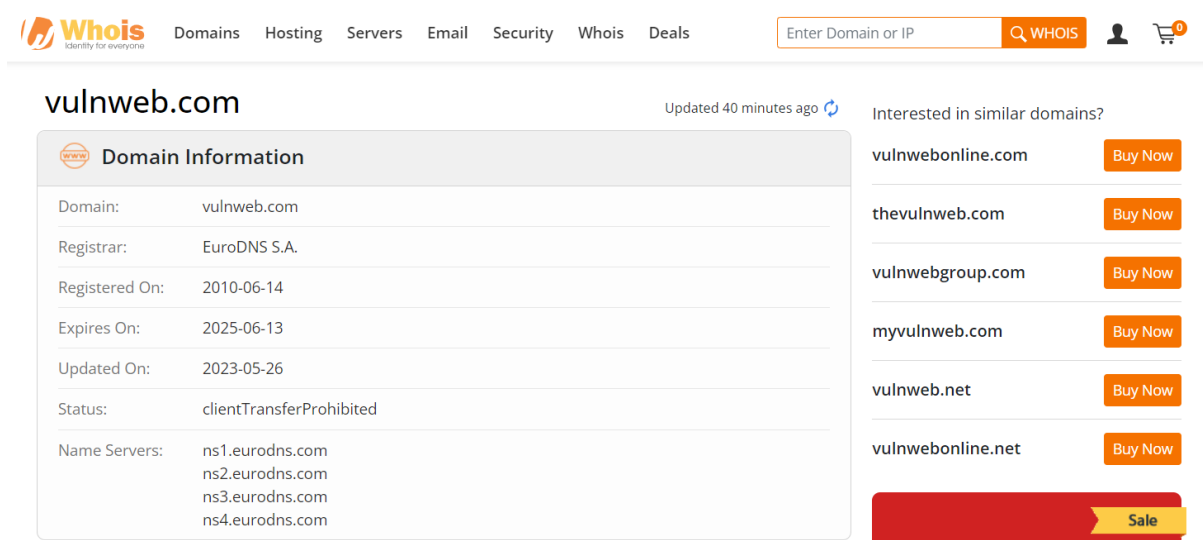 Whois
Identity for everyone
Domains Hosting Servers Email Security Whois Deals
Enter Domain or IP
WHOIS
0
vulnweb.com
Updated 40 minutes ago
www Domain Information
Domain: vulnweb.com
Registrar: EuroDNS S.A.
Registered On: 2010-06-14
Expires On: 2025-06-13
Updated On: 2023-05-26
Status: clientTransferProhibited
Name Servers: ns1.eurodns.com
ns2.eurodns.com
ns3.eurodns.com
ns4.eurodns.com
Interested in similar domains?
vulnwebonline.com Buy Now
thevulnweb.com Buy Now
vulnwebgroup.com Buy Now
myvulnweb.com Buy Now
vulnweb.net Buy Now
vulnwebonline.net Buy Now
Sale